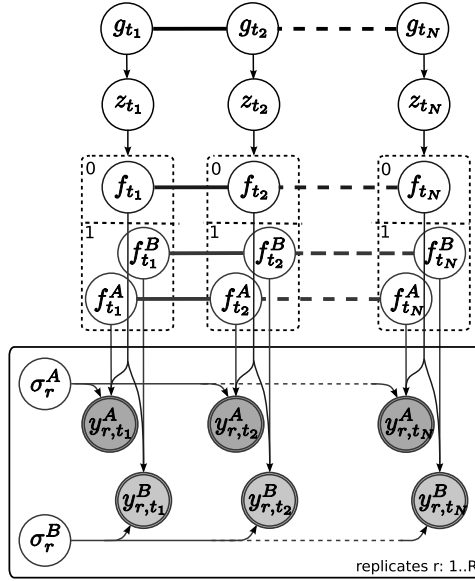 g_{t_1} g_{t_2} g_{t_N}
z_{t_1} z_{t_2} z_{t_N}
0 0 0
f_{t_1} f_{t_2} f_{t_N}
1 1 1
f^B_{t_1} f^B_{t_2} f^B_{t_N}
f^A_{t_1} f^A_{t_2} f^A_{t_N}
σ^A_r
y^A_{r,t_1} y^A_{r,t_2} y^A_{r,t_N}
y^B_{r,t_1} y^B_{r,t_2} y^B_{r,t_N}
σ^B_r
replicates r: 1..R